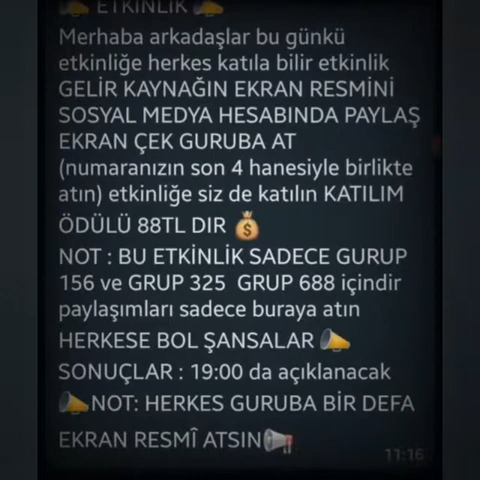 📣 ETKİNLİK 📣
Merhaba arkadaşlar bu günkü
etkinliğe herkes katıla bilir etkinlik
GELİR KAYNAĞIN EKRAN RESMİNİ
SOSYAL MEDYA HESABINDA PAYLAŞ
EKRAN ÇEK GURUBA AT
(numaranızın son 4 hanesiyle birlikte
atın) etkinliğe siz de katılın KATILIM
ÖDÜLÜ 88TL DIR 💰
NOT : BU ETKİNLİK SADECE GURUP
156 ve GRUP 325 GRUP 688 içindir
paylaşımları sadece buraya atın
HERKESE BOL ŞANSALAR 📣
SONUÇLAR : 19:00 da açıklanacak
📣NOT: HERKES GURUBA BİR DEFA
EKRAN RESMÎ ATSIN📢
11:16